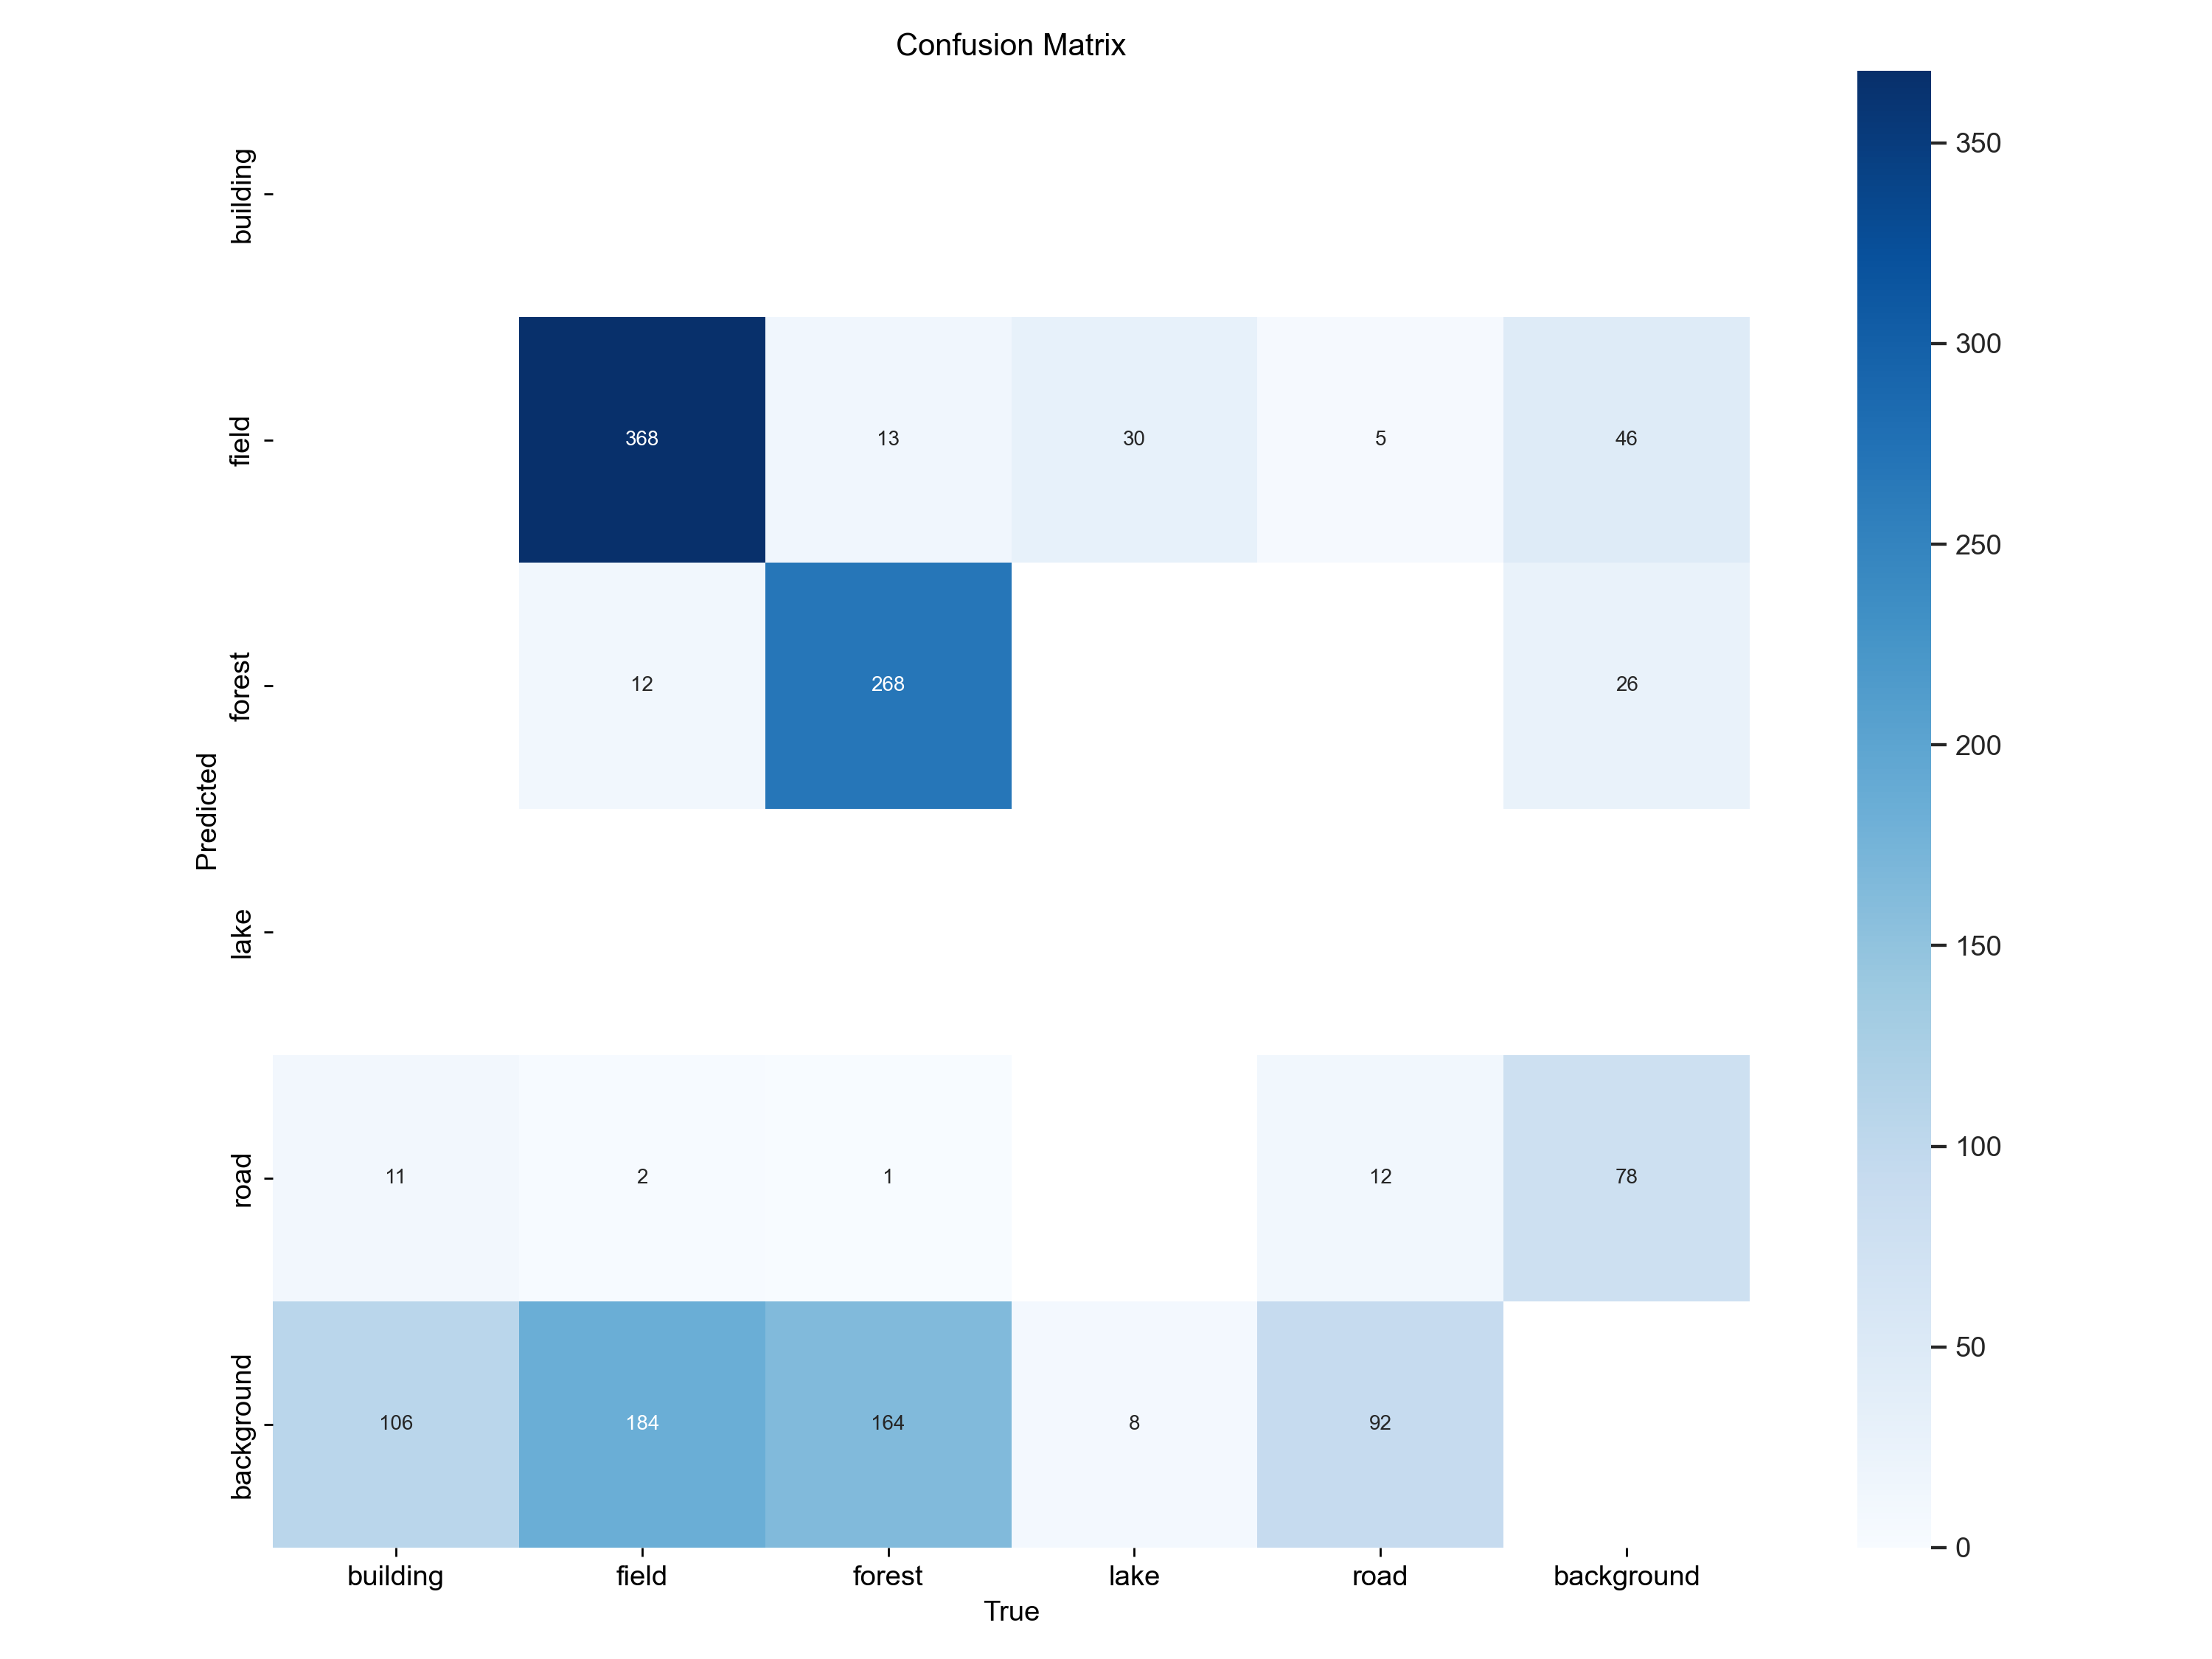 Confusion Matrix
building
field
forest
lake
road
background
Predicted
368 13 30 5 46
12 268 26
11 2 1 12 78
106 184 164 8 92
building field forest lake road background
True
350
300
250
200
150
100
50
0